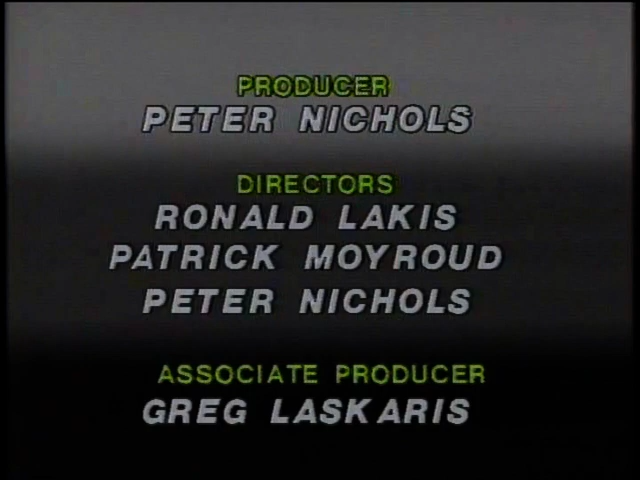 PRODUCER
PETER NICHOLS
DIRECTORS
RONALD LAKIS
PATRICK MOYROUD
PETER NICHOLS
ASSOCIATE PRODUCER
GREG LASKARIS